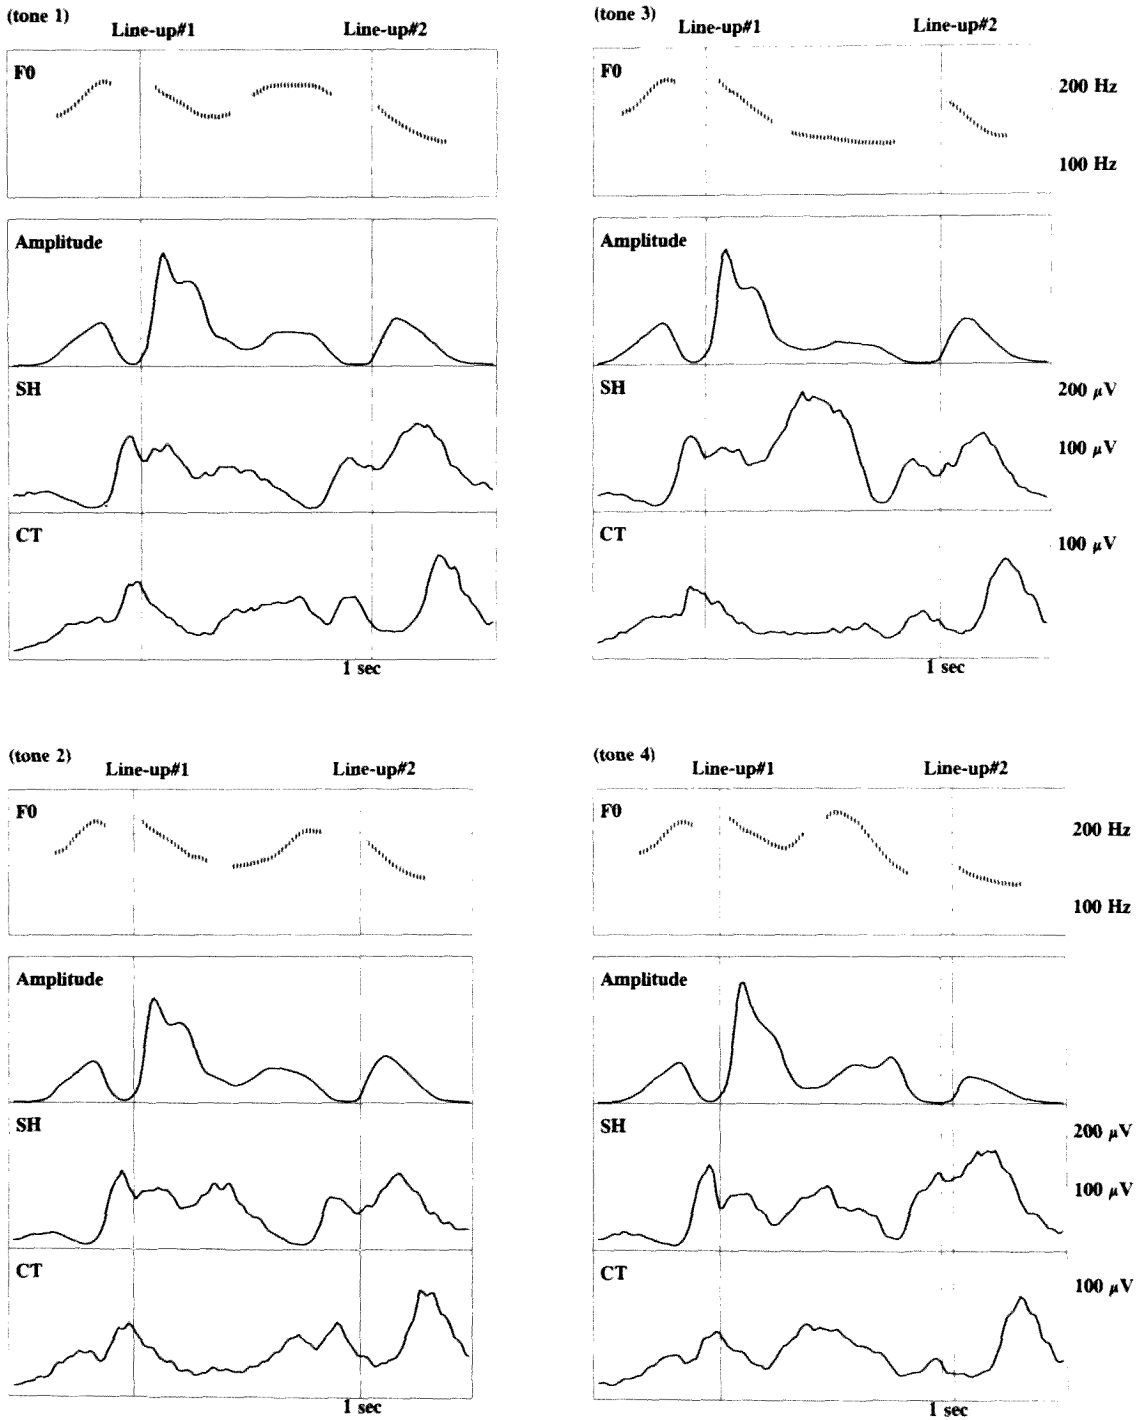 (tone 1)
Line-up#1 Line-up#2
F0
Amplitude
SH
CT
1 sec
(tone 3)
Line-up#1 Line-up#2
F0
200 Hz
100 Hz
Amplitude
SH
200 μV
100 μV
CT
100 μV
1 sec
(tone 2)
Line-up#1 Line-up#2
F0
Amplitude
SH
CT
1 sec
(tone 4)
Line-up#1 Line-up#2
F0
200 Hz
100 Hz
Amplitude
SH
200 μV
100 μV
CT
100 μV
1 sec